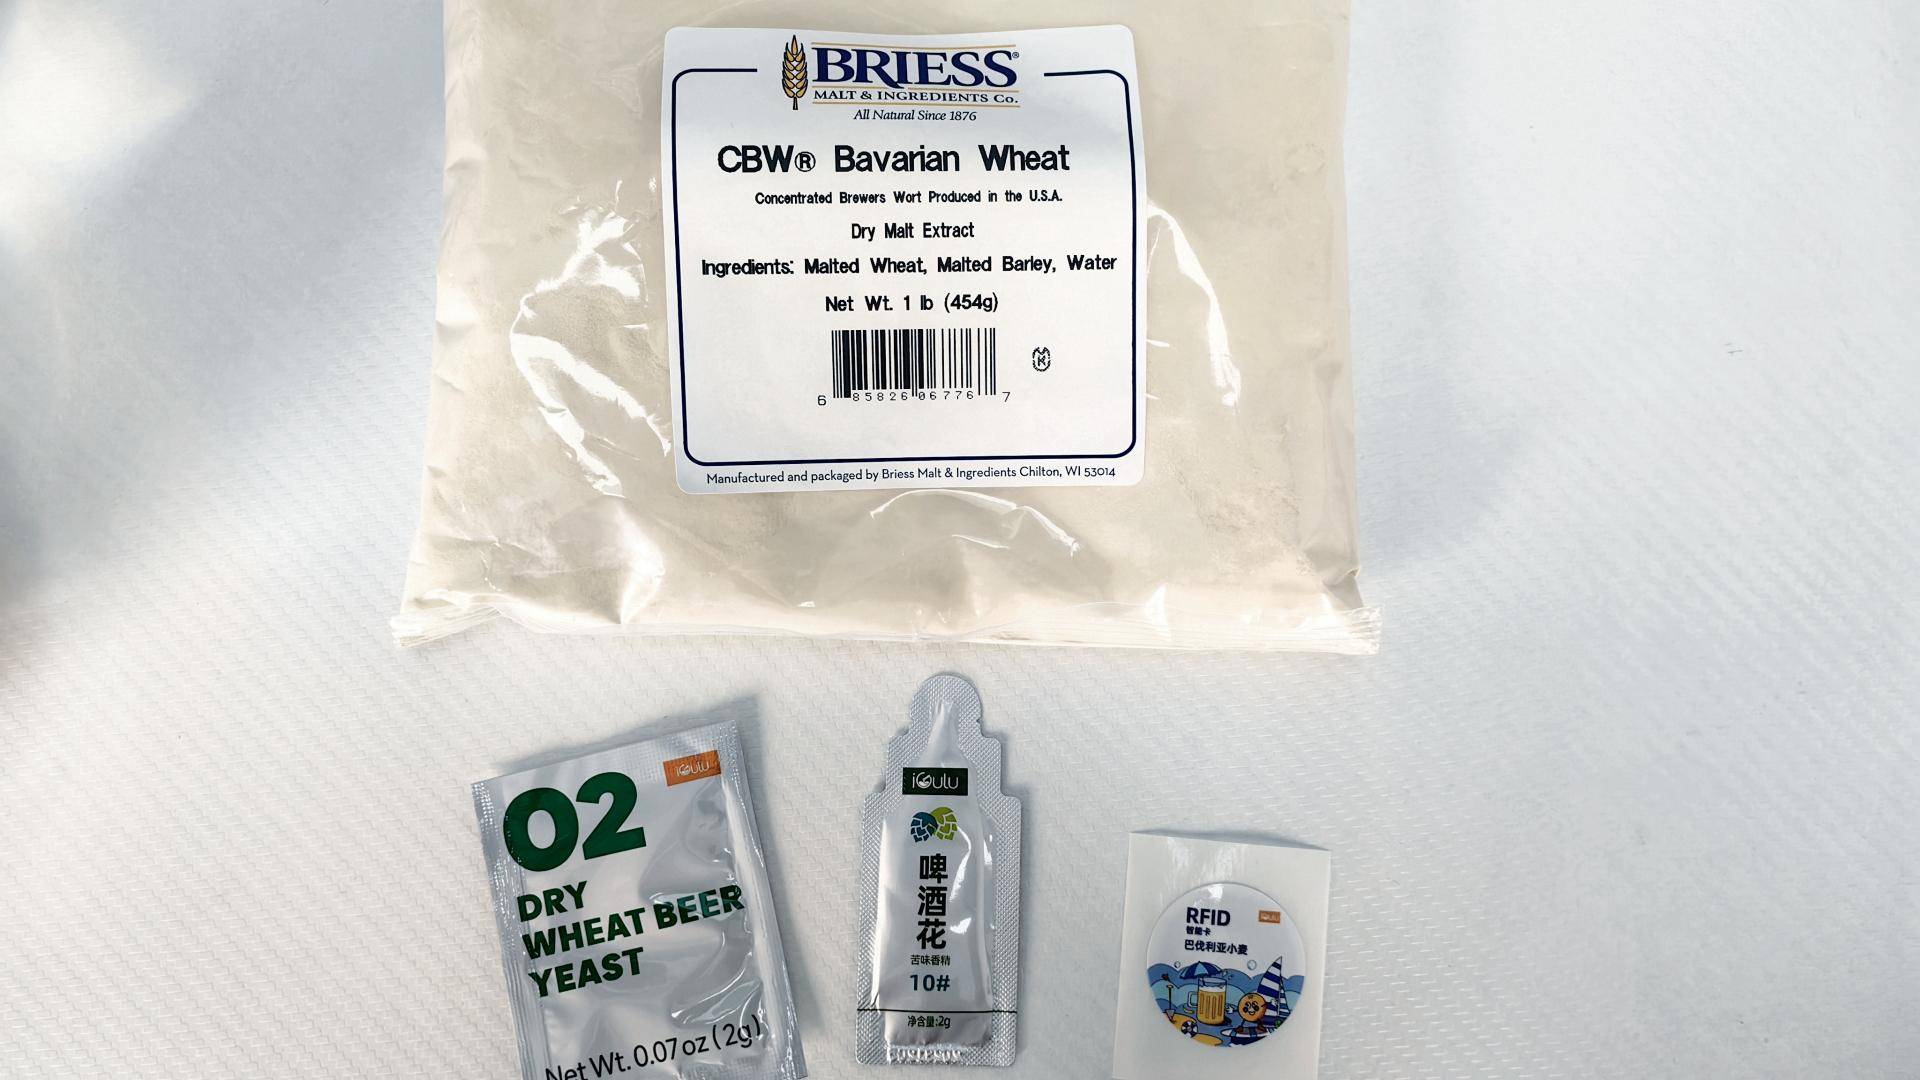 BRIESS®
MALT & INGREDIENTS Co.
All Natural Since 1876
CBW® Bavarian Wheat
Concentrated Brewers Wort Produced in the U.S.A.
Dry Malt Extract
Ingredients: Malted Wheat, Malted Barley, Water
Net Wt. 1 lb (454g)
6 85826 06776 7
Manufactured and packaged by Briess Malt & Ingredients Chilton, WI 53014
iGulu
02
DRY
WHEAT BEER
YEAST
Net Wt. 0.07 oz (2g)
iGulu
啤酒花
苦味香精
10#
净含量:2g
RFID
iGulu
智能卡
巴伐利亚小麦